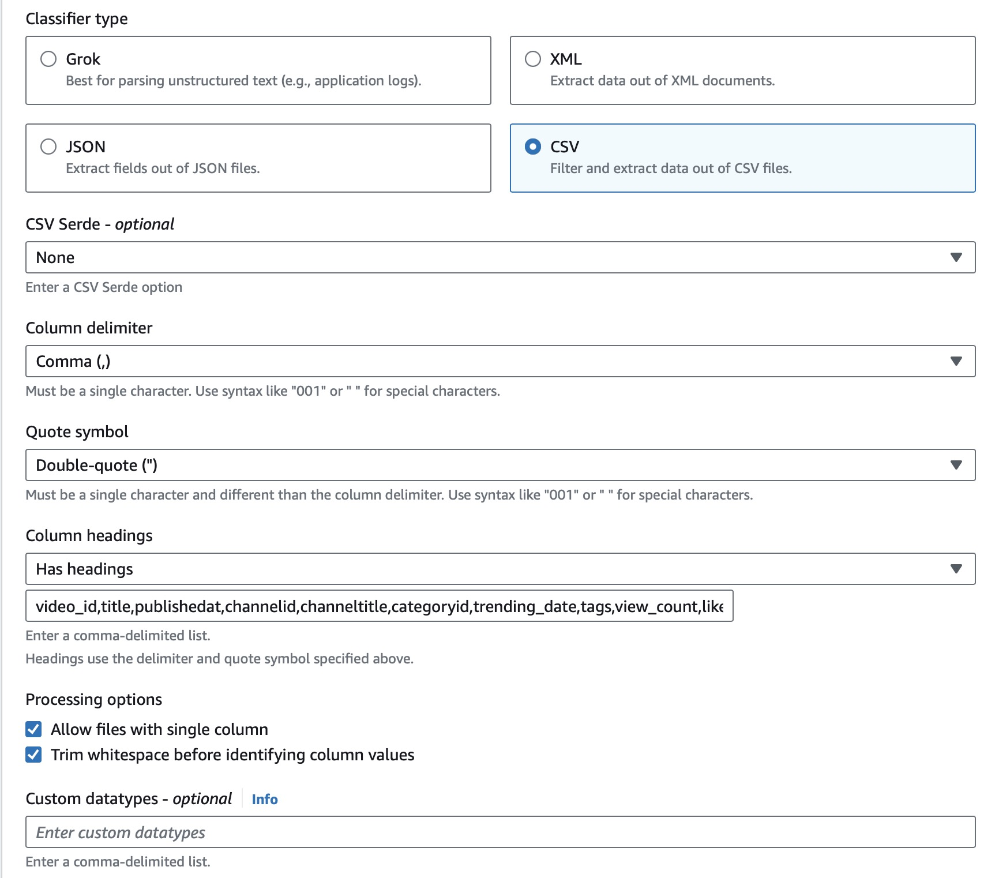 Classifier type
Grok
Best for parsing unstructured text (e.g., application logs).
XML
Extract data out of XML documents.
JSON
Extract fields out of JSON files.
CSV
Filter and extract data out of CSV files.
CSV Serde - optional
None
Enter a CSV Serde option
Column delimiter
Comma (,)
Must be a single character. Use syntax like "001" or " " for special characters.
Quote symbol
Double-quote (")
Must be a single character and different than the column delimiter. Use syntax like "001" or " " for special characters.
Column headings
Has headings
video_id,title,publishedat,channelid,channeltitle,categoryid,trending_date,tags,view_count,like
Enter a comma-delimited list.
Headings use the delimiter and quote symbol specified above.
Processing options
Allow files with single column
Trim whitespace before identifying column values
Custom datatypes - optional Info
Enter custom datatypes
Enter a comma-delimited list.